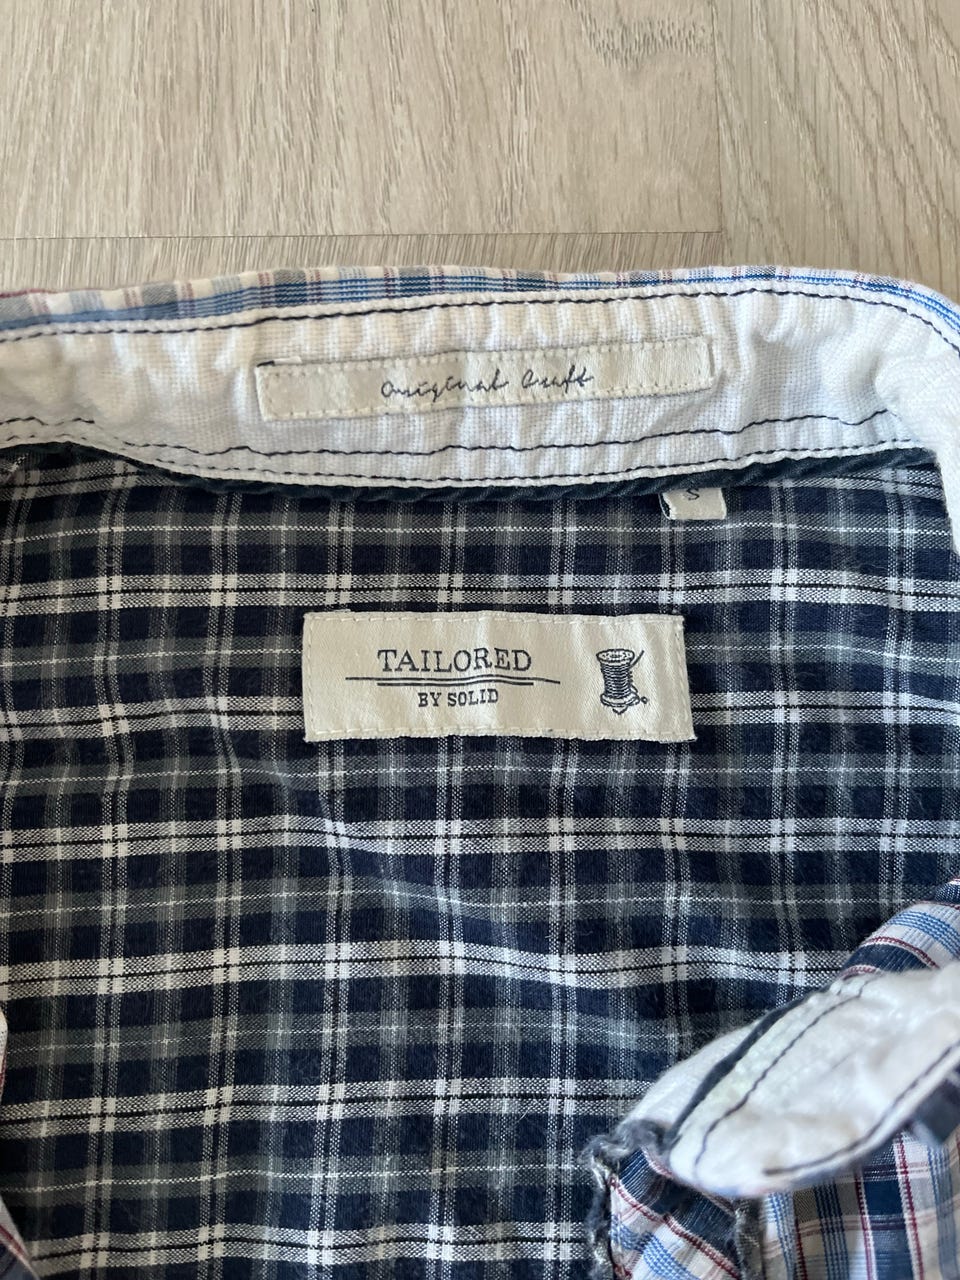 Original Craft
S
TAILORED
BY SOLID